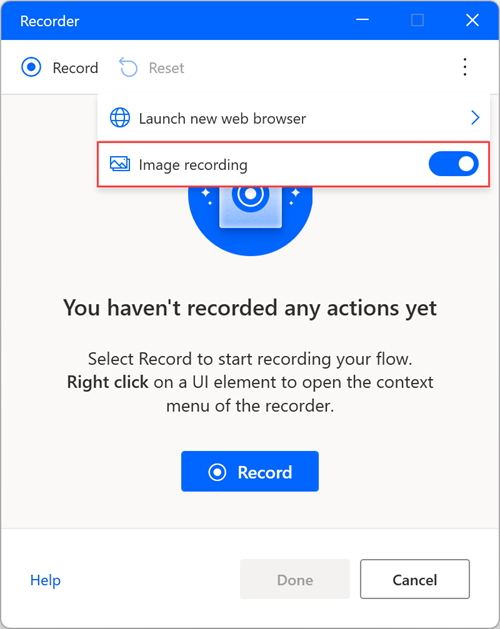 Recorder
Record
Reset
Launch new web browser
Image recording
You haven't recorded any actions yet
Select Record to start recording your flow.
Right click on a UI element to open the context
menu of the recorder.
Record
Help
Done
Cancel